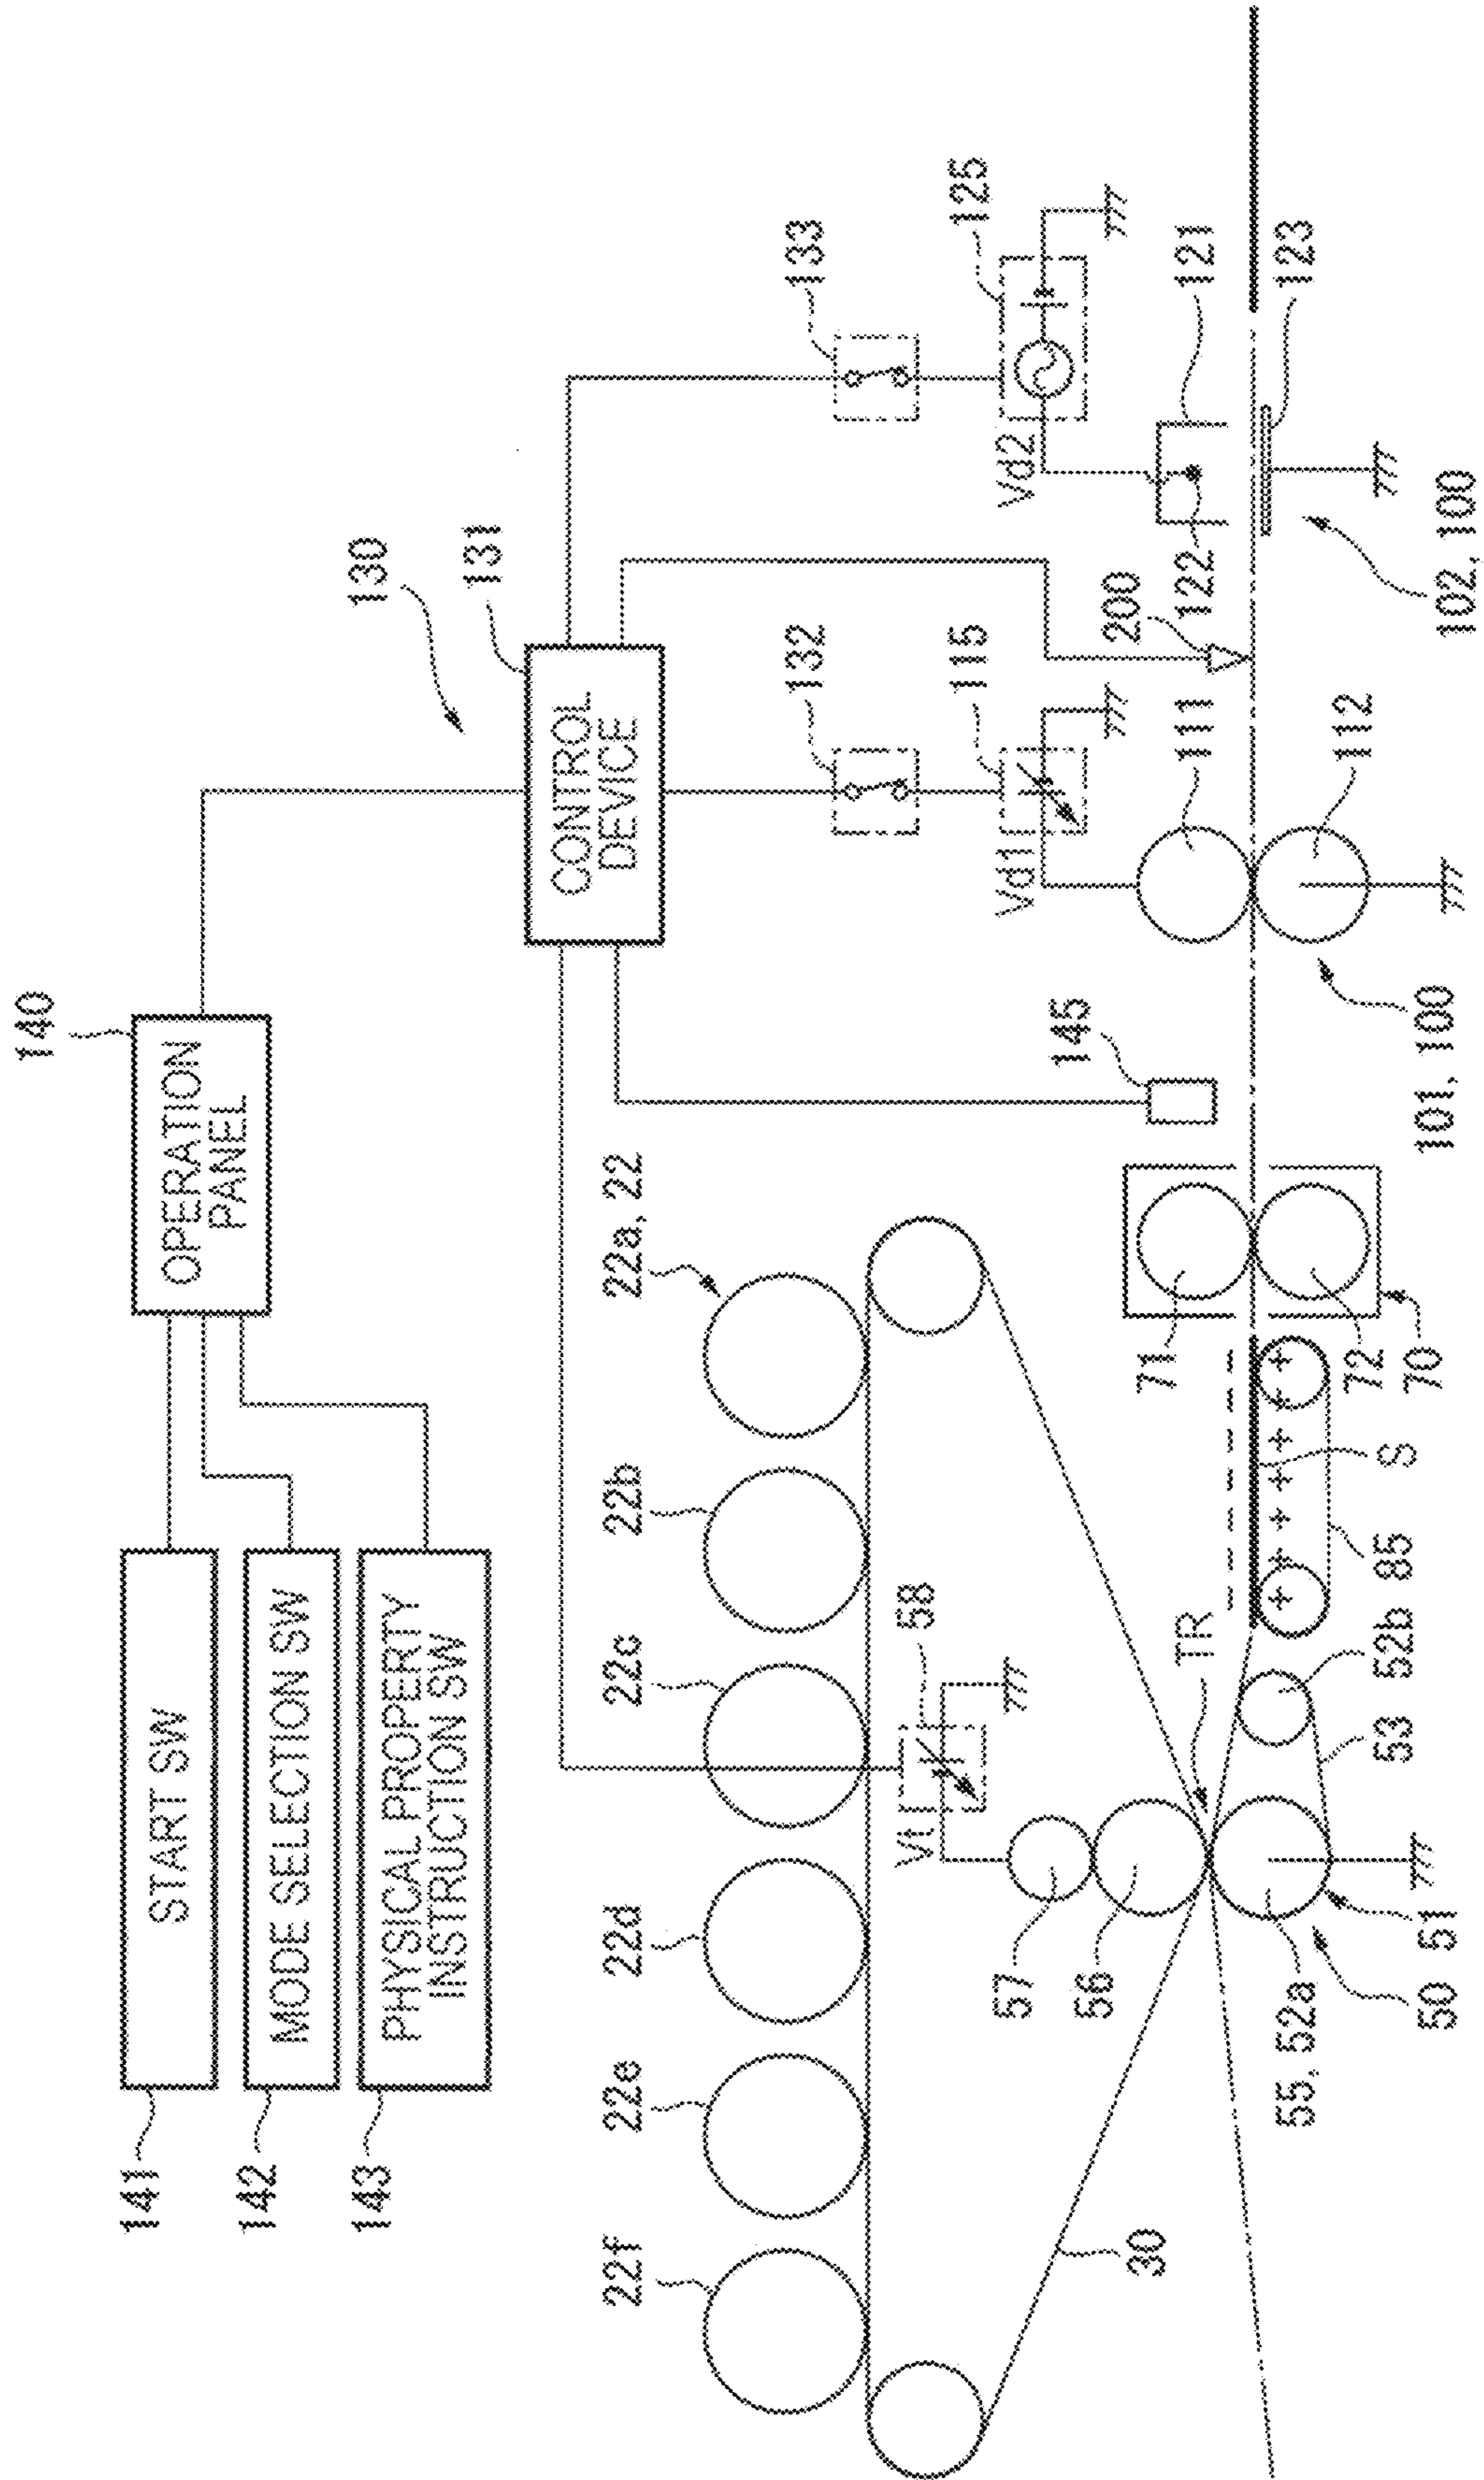 140
141
START SW
142
MODE SELECTION SW
143
PHYSICAL PROPERTY
INSTRUCTION SW
OPERATION
PANEL
130
131
CONTROL
DEVICE
22f
22e
22d
22c
22b
22a, 22
132
133
58
Vt
115
Vd1
125
Vd2
57
56
145
200
30
TR
71
111
122
121
55, 52a
123
50
51
53
52b
85
S
72
70
112
101, 100
102, 100